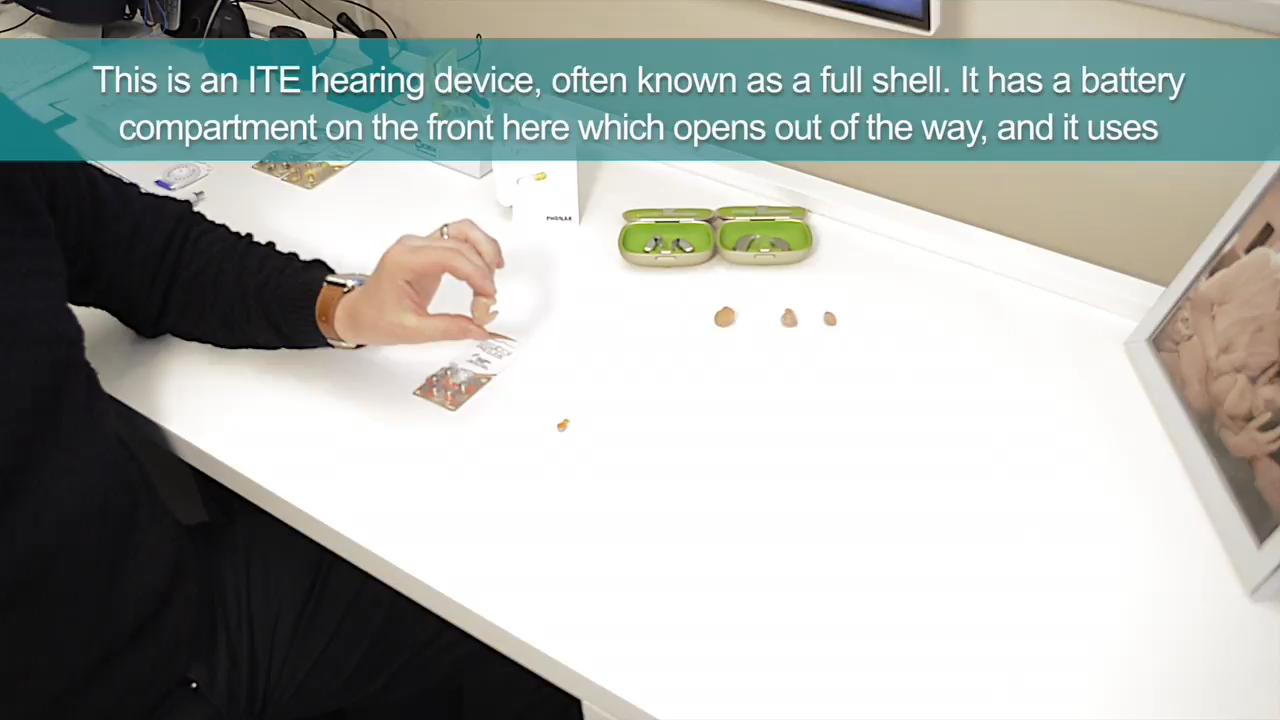 This is an ITE hearing device, often known as a full shell. It has a battery
compartment on the front here which opens out of the way, and it uses
PHONAK